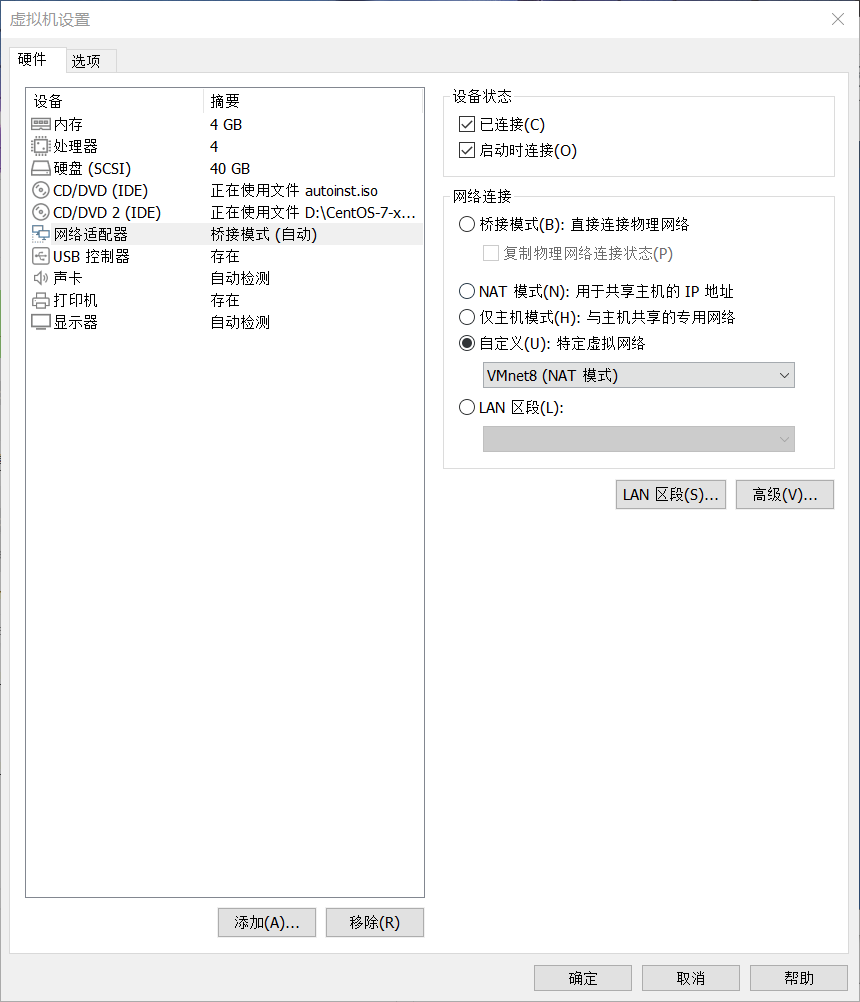 虚拟机设置
硬件 选项
设备 摘要
内存 4 GB
处理器 4
硬盘 (SCSI) 40 GB
CD/DVD (IDE) 正在使用文件 autoinst.iso
CD/DVD 2 (IDE) 正在使用文件 D:\CentOS-7-x...
网络适配器 桥接模式 (自动)
USB 控制器 存在
声卡 自动检测
打印机 存在
显示器 自动检测
添加(A)... 移除(R)
设备状态
已连接(C)
启动时连接(O)
网络连接
桥接模式(B): 直接连接物理网络
复制物理网络连接状态(P)
NAT 模式(N): 用于共享主机的 IP 地址
仅主机模式(H): 与主机共享的专用网络
自定义(U): 特定虚拟网络
VMnet8 (NAT 模式)
LAN 区段(L):
LAN 区段(S)... 高级(V)...
确定 取消 帮助